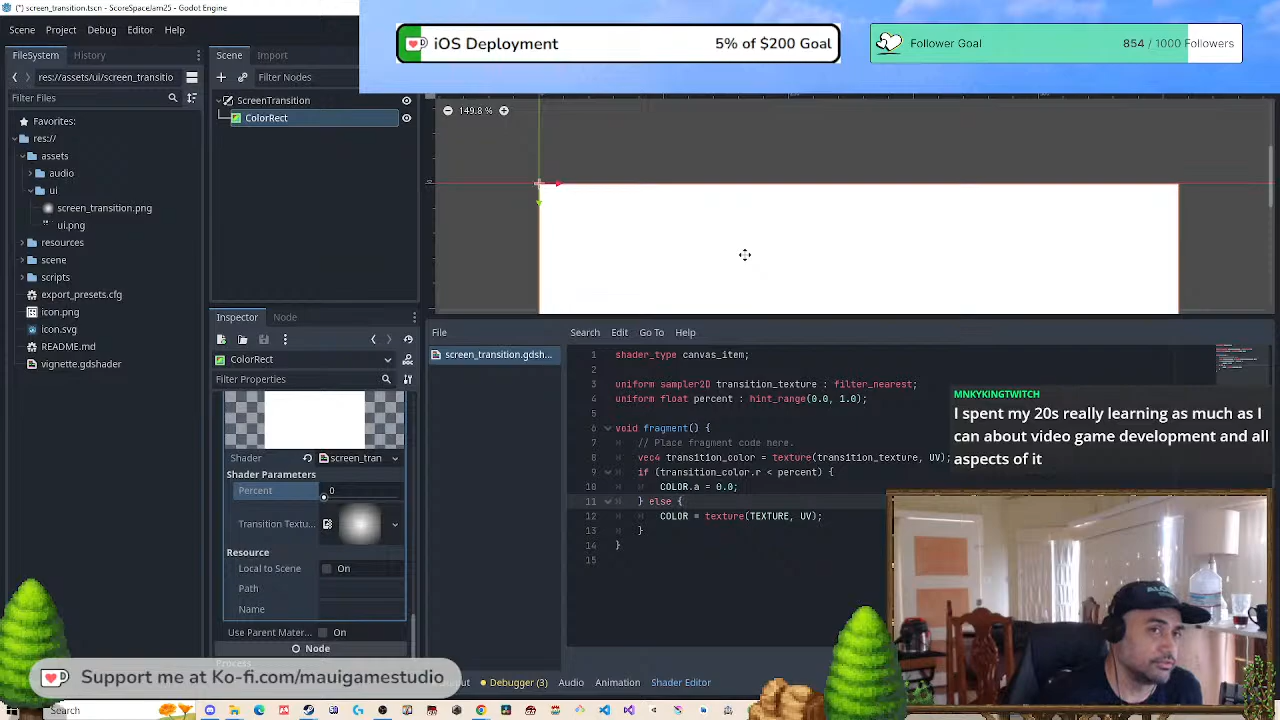 (*) screen_transition.tscn - ScoreSpaceJam25 - Godot Engine
Project
Debug
Editor
Help
iOS Deployment
5% of $200 Goal
Follower Goal
854 / 1000 Followers
FileSystem
History
res://assets/ui/screen_transitio
Filter Files
Favorites:
res://
assets
audio
ui
screen_transition.png
ui.png
resources
scene
scripts
export_presets.cfg
icon.png
icon.svg
README.md
vignette.gdshader
Scene
Import
Filter Nodes
ScreenTransition
ColorRect
149.8 %
Inspector
Node
ColorRect
Filter Properties
Shader
screen_tran
Shader Parameters
Percent
0
Transition Textu...
Resource
Local to Scene
On
Path
Name
Use Parent Mater...
On
Node
Process
File
Search
Edit
Go To
Help
screen_transition.gdsh...
1 shader_type canvas_item;
2
3 uniform sampler2D transition_texture : filter_nearest;
4 uniform float percent : hint_range(0.0, 1.0);
5
6 void fragment() {
7 // Place fragment code here.
8 vec4 transition_color = texture(transition_texture, UV);
9 if (transition_color.r < percent) {
10 COLOR.a = 0.0;
11 } else {
12 COLOR = texture(TEXTURE, UV);
13 }
14 }
15
MNKYKINGTWITCH
I spent my 20s really learning as much as I
can about video game development and all
aspects of it
Support me at Ko-fi.com/mauigamestudio
Debugger (3)
Audio
Animation
Shader Editor
Search